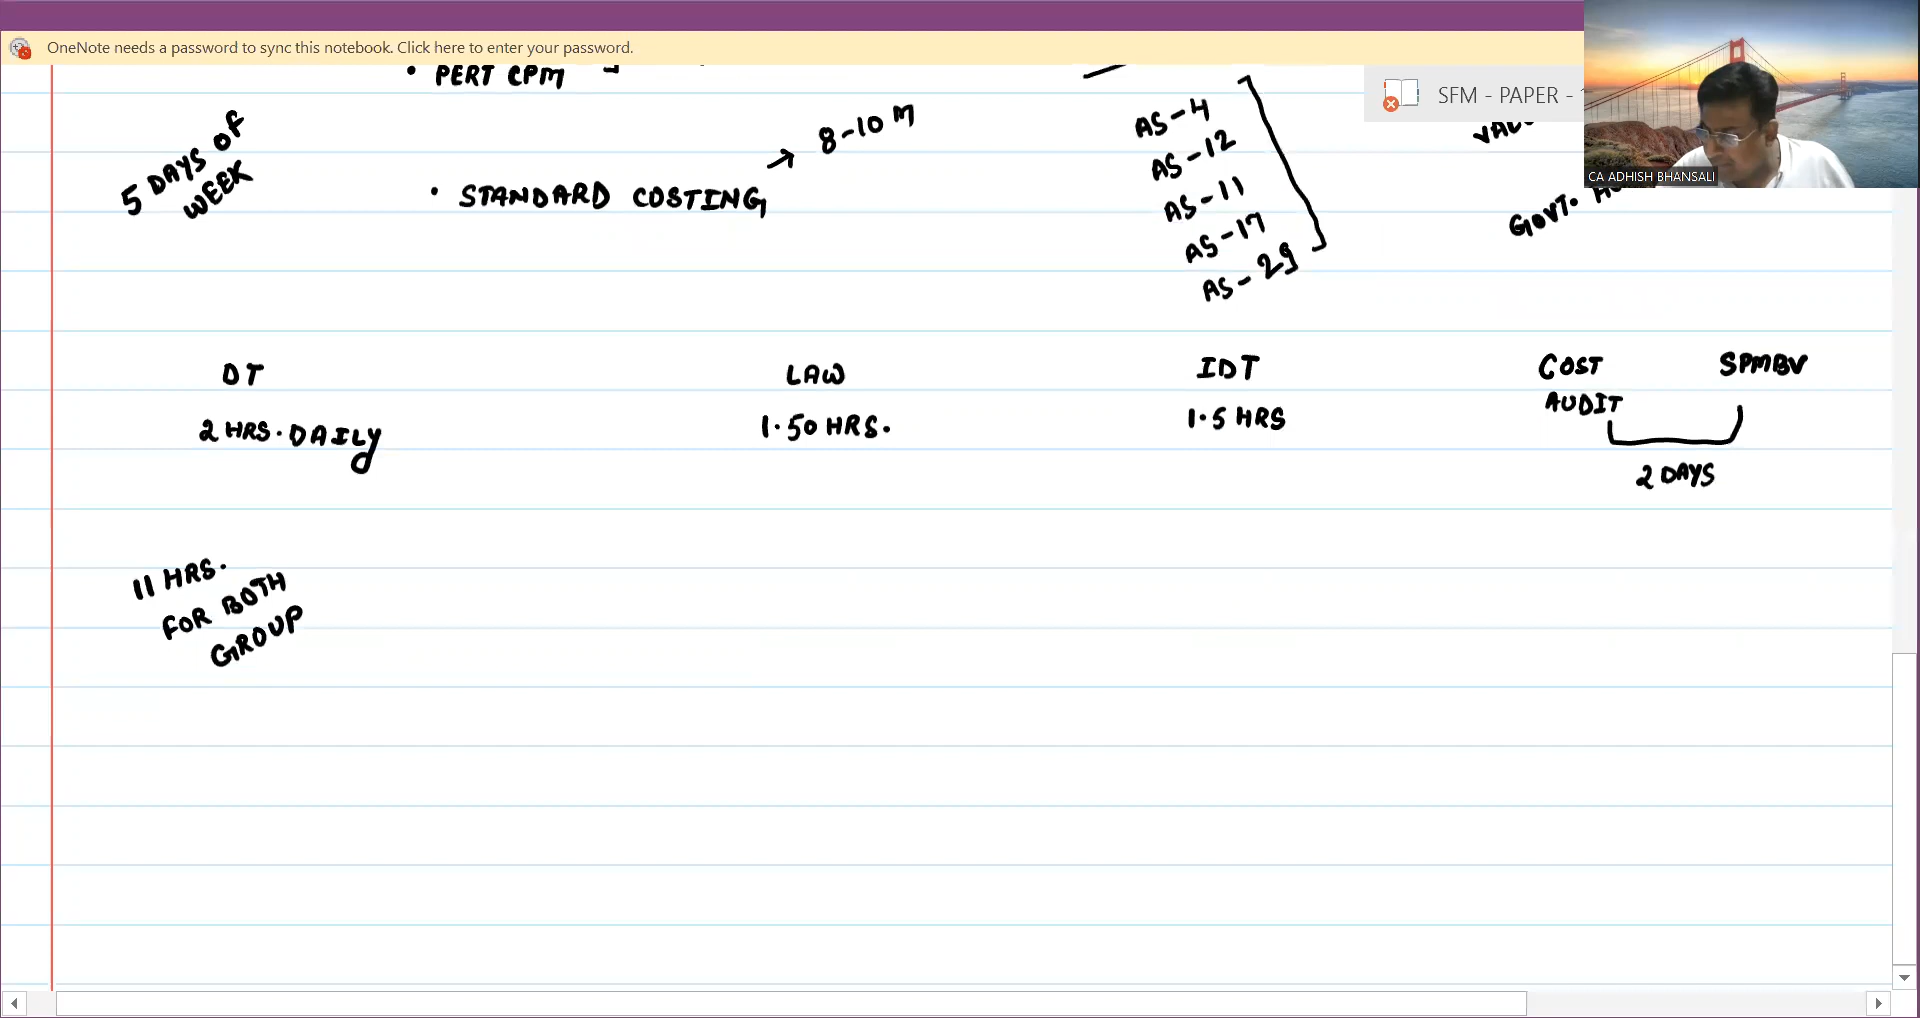 OneNote needs a password to sync this notebook. Click here to enter your password.
• PERT CPM
SFM - PAPER -
CA ADHISH BHANSALI
5 DAYS OF
WEEK
• STANDARD COSTING → 8-10 M
AS-4
AS-12
AS-11
AS-17
AS-29
GOVT.
DT
2 HRS. DAILY
LAW
1.50 HRS.
IDT
1.5 HRS
COST
AUDIT
SPMBV
2 DAYS
11 HRS.
FOR BOTH
GROUP